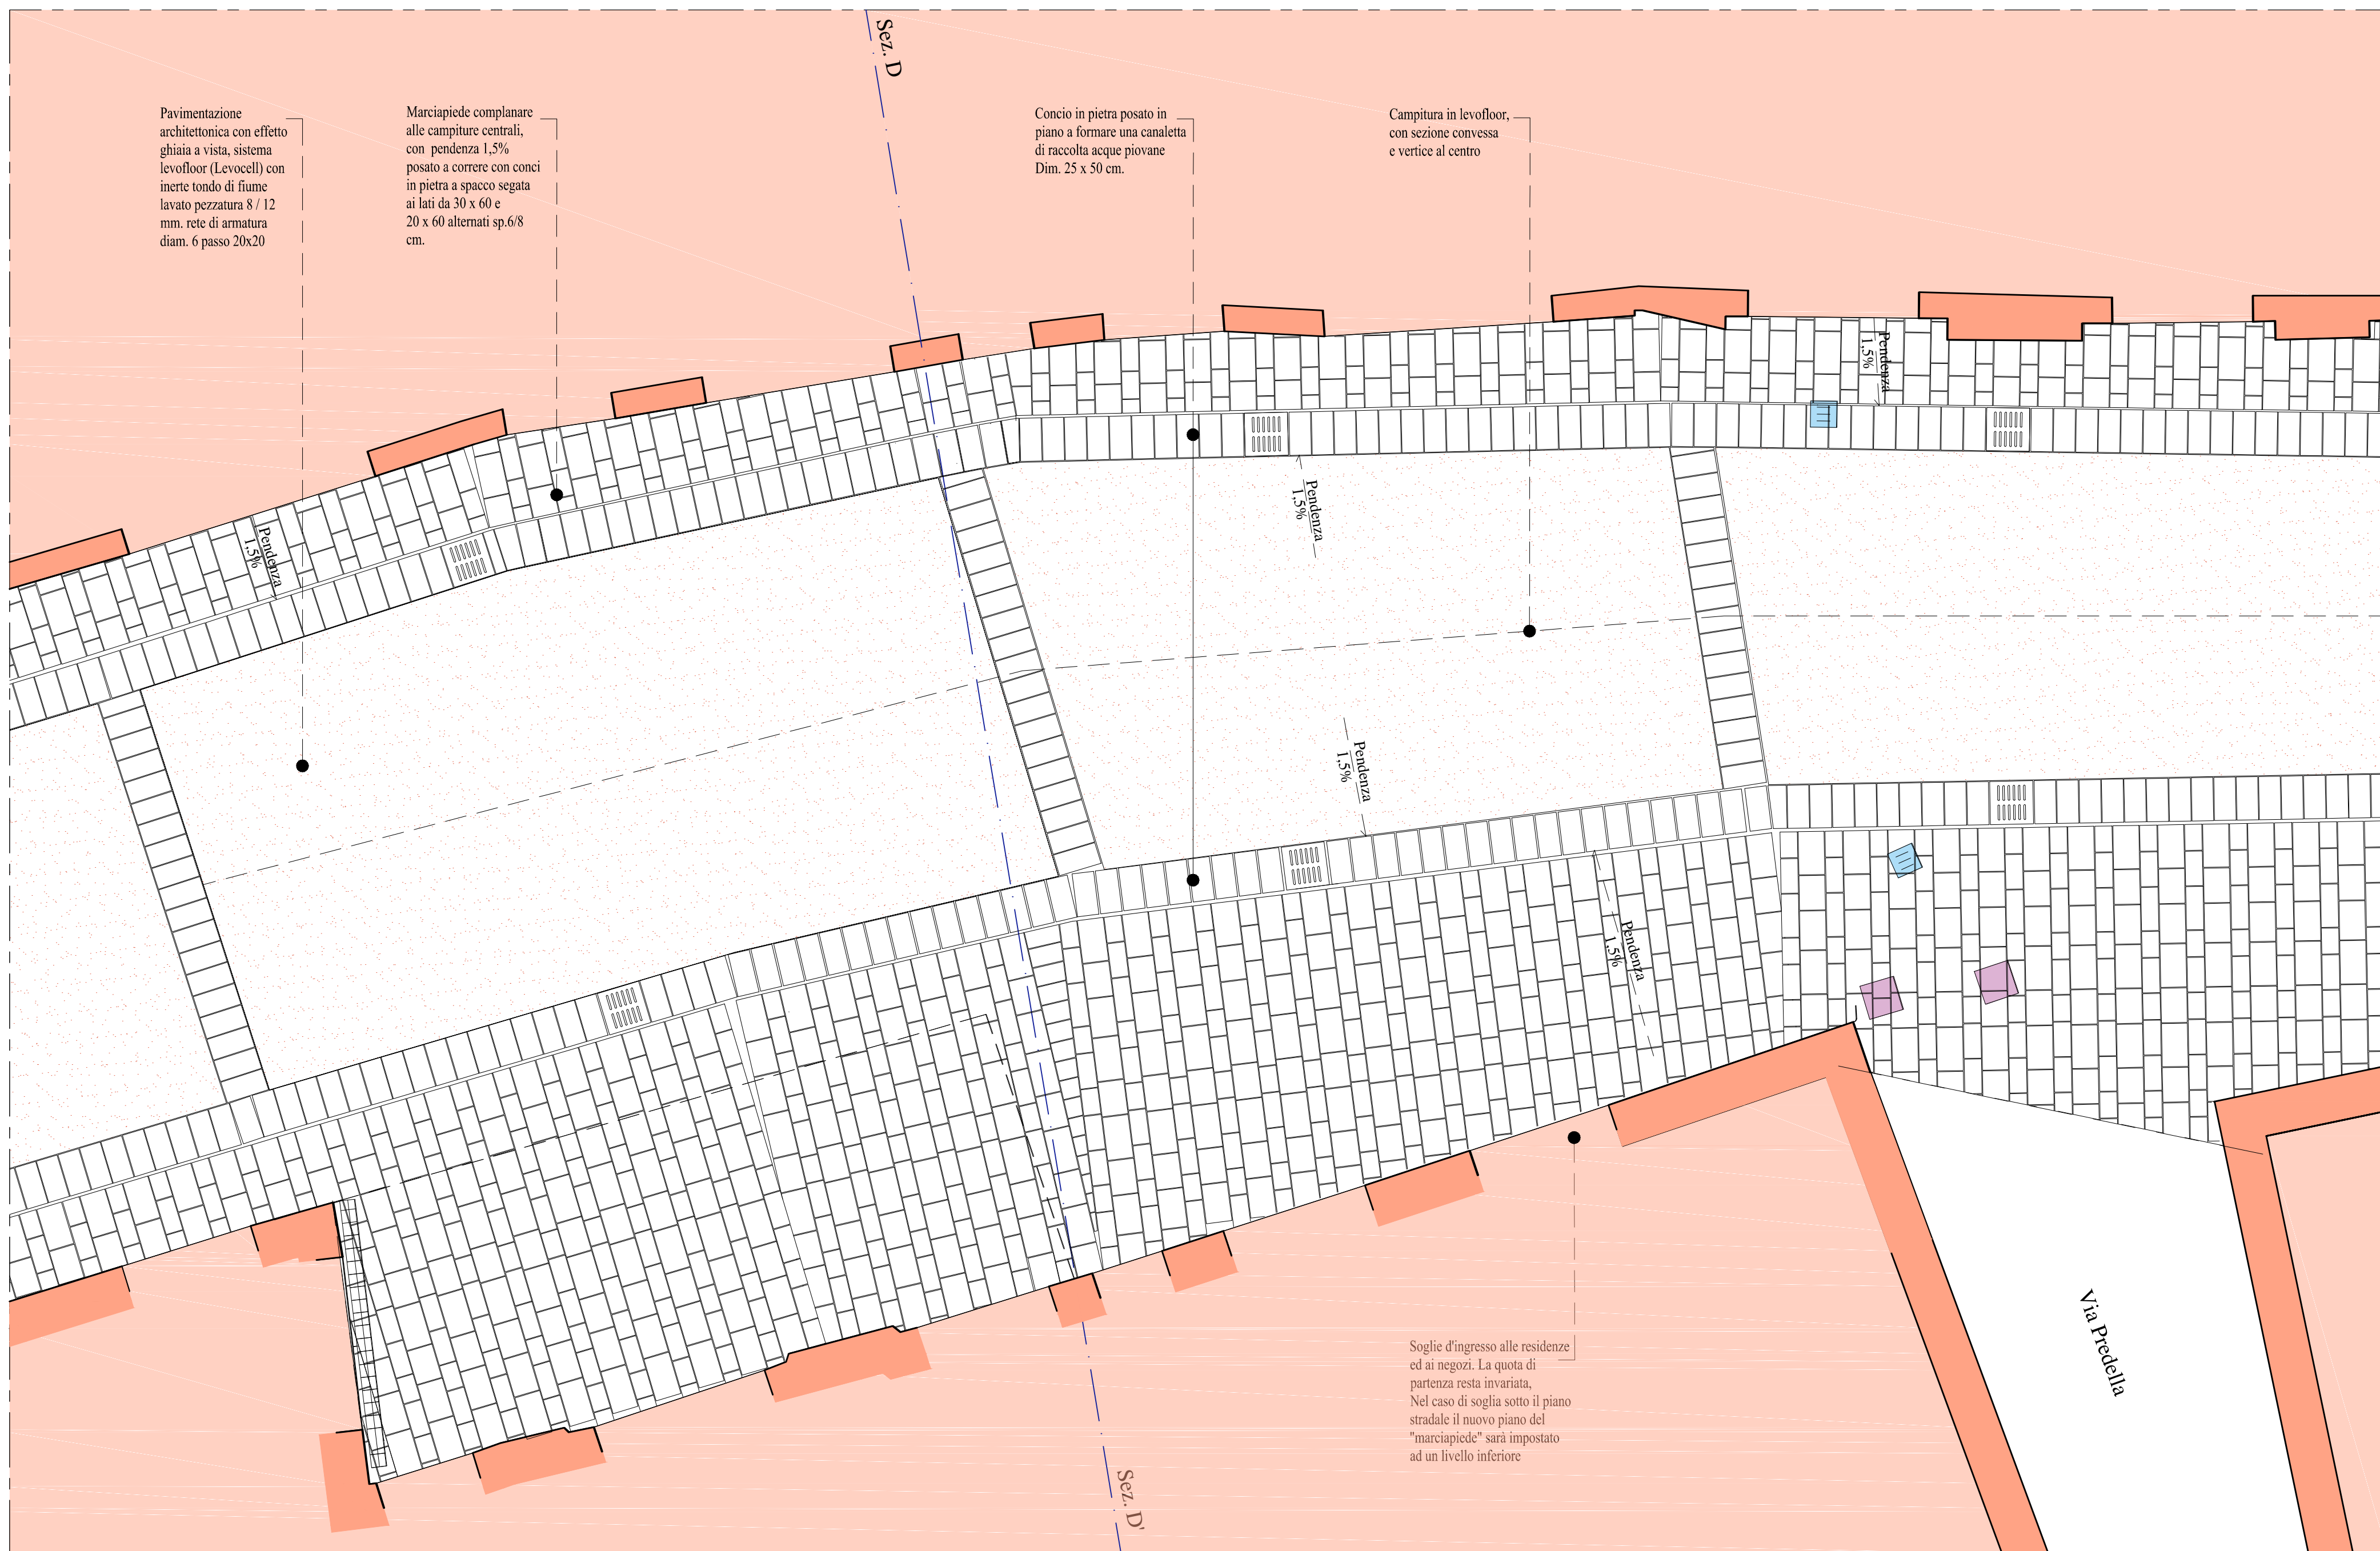 Sez. D
Pavimentazione
architettonica con effetto
ghiaia a vista, sistema
levofloor (Levocell) con
inerte tondo di fiume
lavato pezzatura 8 / 12
mm. rete di armatura
diam. 6 passo 20x20
Marciapiede complanare
alle campiture centrali,
con  pendenza 1,5%
posato a correre con conci
in pietra a spacco segata
ai lati da 30 x 60 e
20 x 60 alternati sp.6/8
cm.
Concio in pietra posato in
piano a formare una canaletta
di raccolta acque piovane
Dim. 25 x 50 cm.
Campitura in levofloor,
con sezione convessa
e vertice al centro
Pendenza
1,5%
Pendenza
1,5%
Pendenza
1,5%
Pendenza
1,5%
Pendenza
1,5%
Soglie d'ingresso alle residenze
ed ai negozi. La quota di
partenza resta invariata,
Nel caso di soglia sotto il piano
stradale il nuovo piano del
"marciapiede" sarà impostato
ad un livello inferiore
Via Predella
Sez. D'